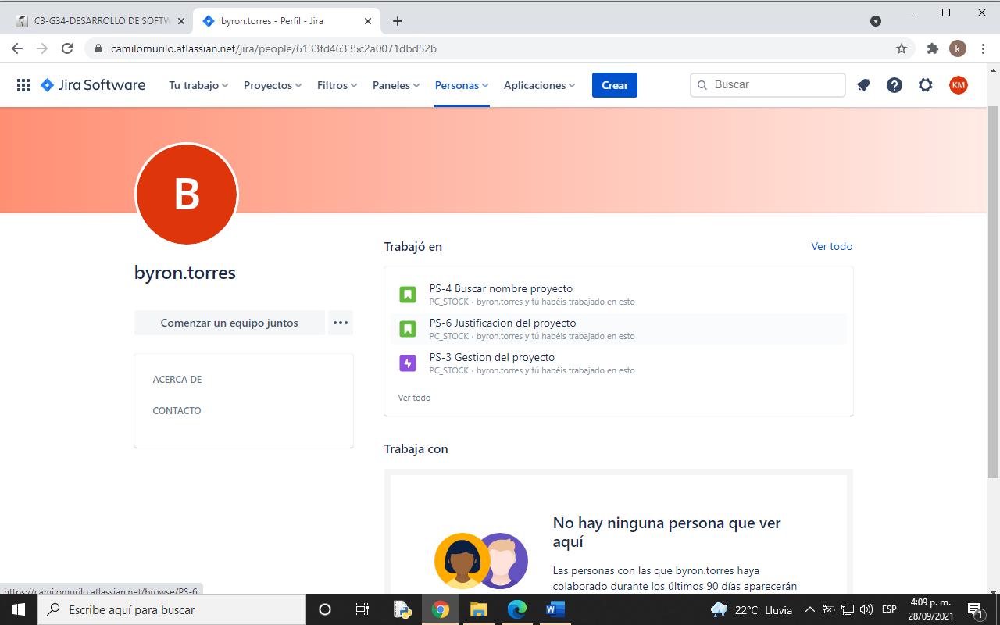 C3-G34-DESARROLLO DE SOFTW
byron.torres - Perfil - Jira
camilomurilo.atlassian.net/jira/people/6133fd46335c2a0071dbd52b
k
Jira Software
Tu trabajo
Proyectos
Filtros
Paneles
Personas
Aplicaciones
Crear
Buscar
KM
B
byron.torres
Comenzar un equipo juntos
ACERCA DE
CONTACTO
Trabajó en
Ver todo
PS-4 Buscar nombre proyecto
PC_STOCK · byron.torres y tú habéis trabajado en esto
PS-6 Justificacion del proyecto
PC_STOCK · byron.torres y tú habéis trabajado en esto
PS-3 Gestion del proyecto
PC_STOCK · byron.torres y tú habéis trabajado en esto
Ver todo
Trabaja con
No hay ninguna persona que ver
aquí
Las personas con las que byron.torres haya
colaborado durante los últimos 90 días aparecerán
https://camilomurilo.atlassian.net/browse/PS-6
Escribe aquí para buscar
22°C Lluvia
ESP
4:09 p. m.
28/09/2021
1